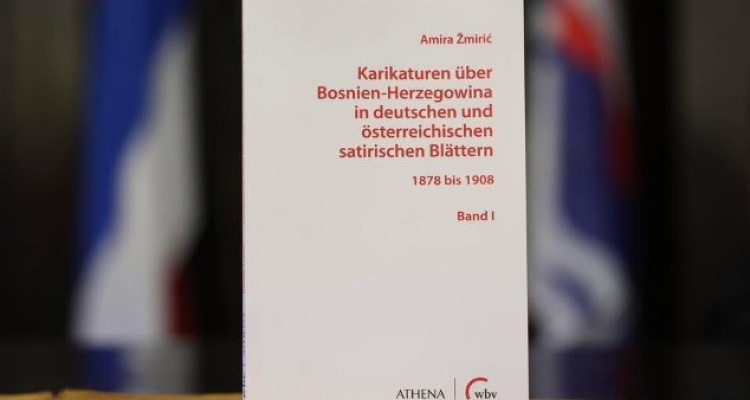 Amira Žmirić
Karikaturen über
Bosnien-Herzegowina
in deutschen und
österreichischen
satirischen Blättern
1878 bis 1908
Band I
ATHENA wbv